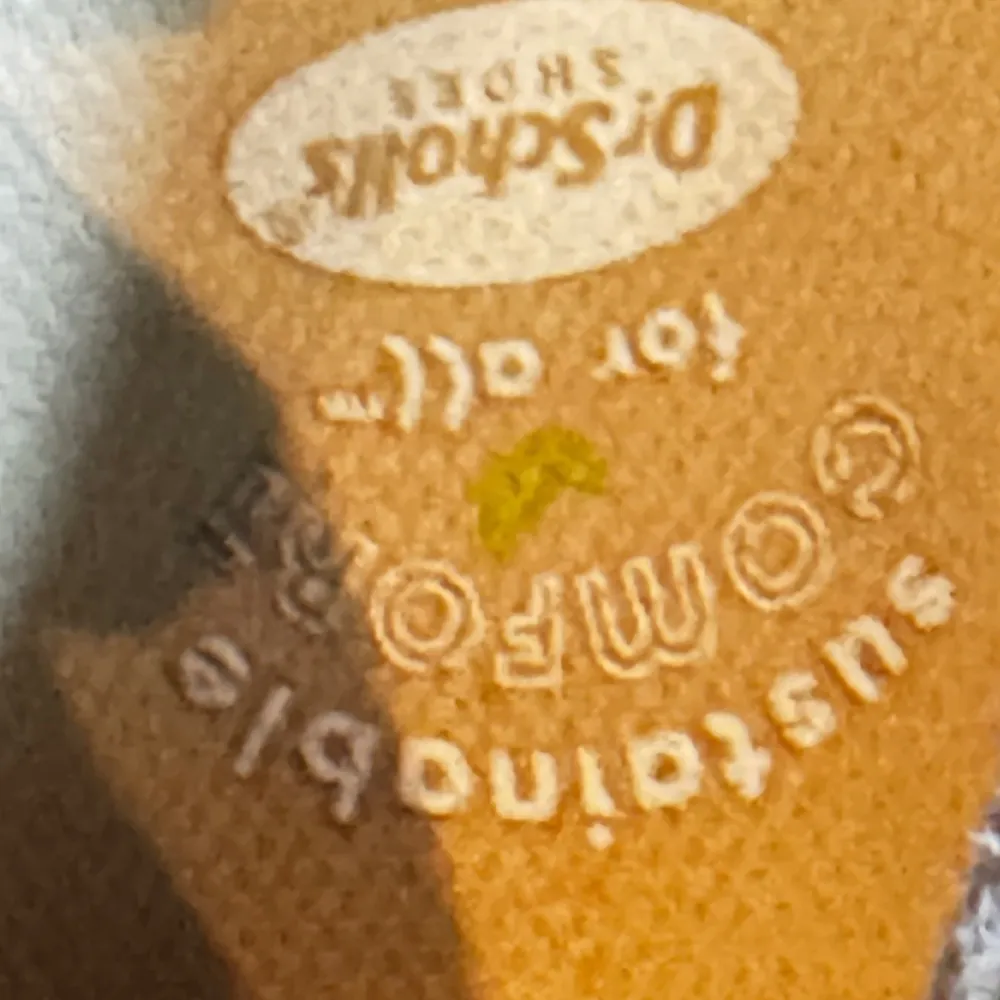 sustainable
COMFORT
for all™
Dr. Scholl's
SHOES